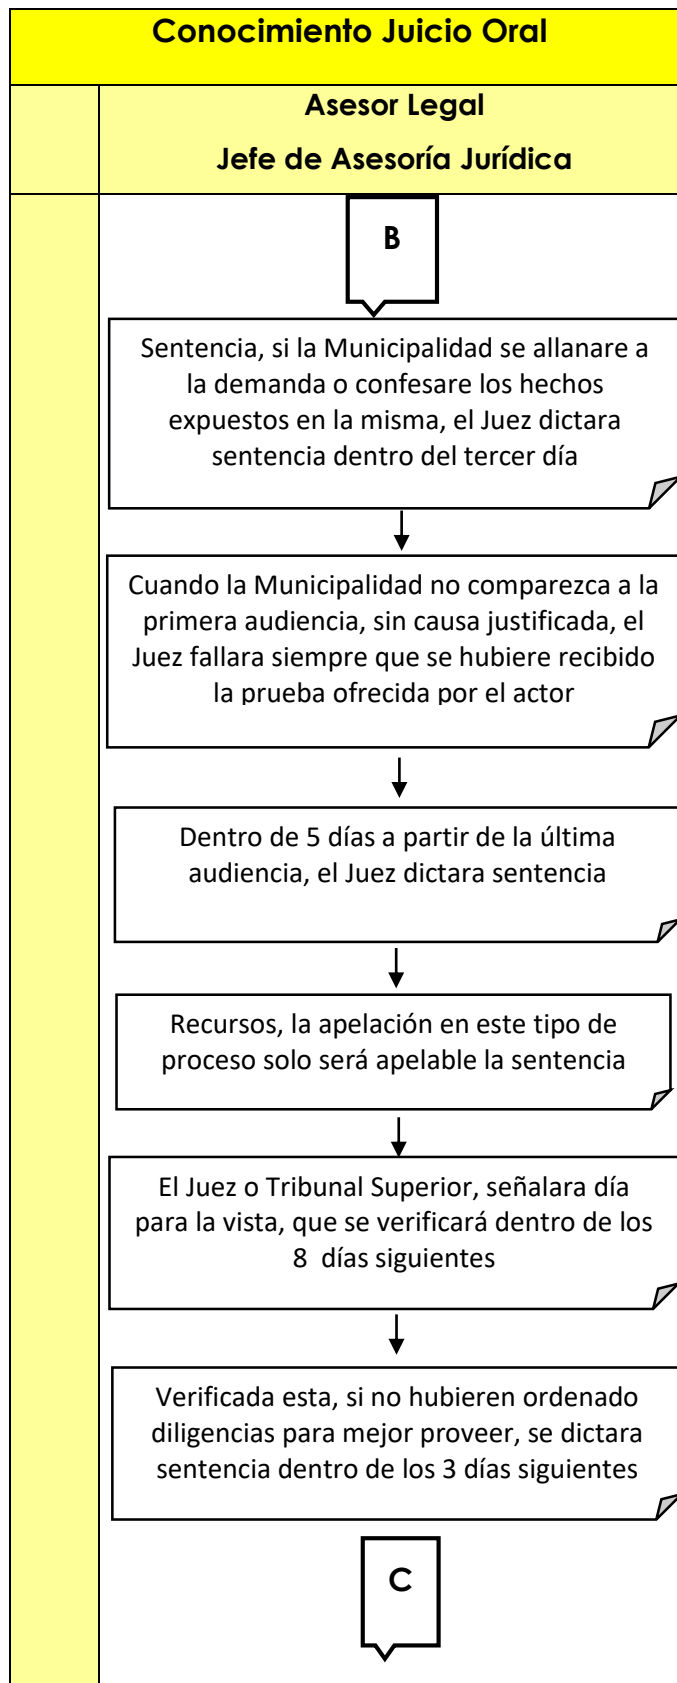 Conocimiento Juicio Oral
Asesor Legal
Jefe de Asesoría Jurídica
B
Sentencia, si la Municipalidad se allanare a
la demanda o confesare los hechos
expuestos en la misma, el Juez dictara
sentencia dentro del tercer día
Cuando la Municipalidad no comparezca a la
primera audiencia, sin causa justificada, el
Juez fallara siempre que se hubiere recibido
la prueba ofrecida por el actor
Dentro de 5 días a partir de la última
audiencia, el Juez dictara sentencia
Recursos, la apelación en este tipo de
proceso solo será apelable la sentencia
El Juez o Tribunal Superior, señalara día
para la vista, que se verificará dentro de los
8 días siguientes
Verificada esta, si no hubieren ordenado
diligencias para mejor proveer, se dictara
sentencia dentro de los 3 días siguientes
C